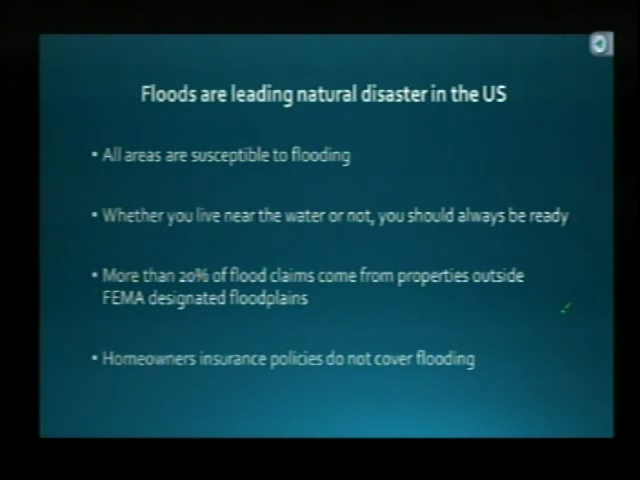 Floods are leading natural disaster in the US
• All areas are susceptible to flooding
• Whether you live near the water or not, you should always be ready
• More than 20% of flood claims come from properties outside
FEMA designated floodplains
• Homeowners insurance policies do not cover flooding